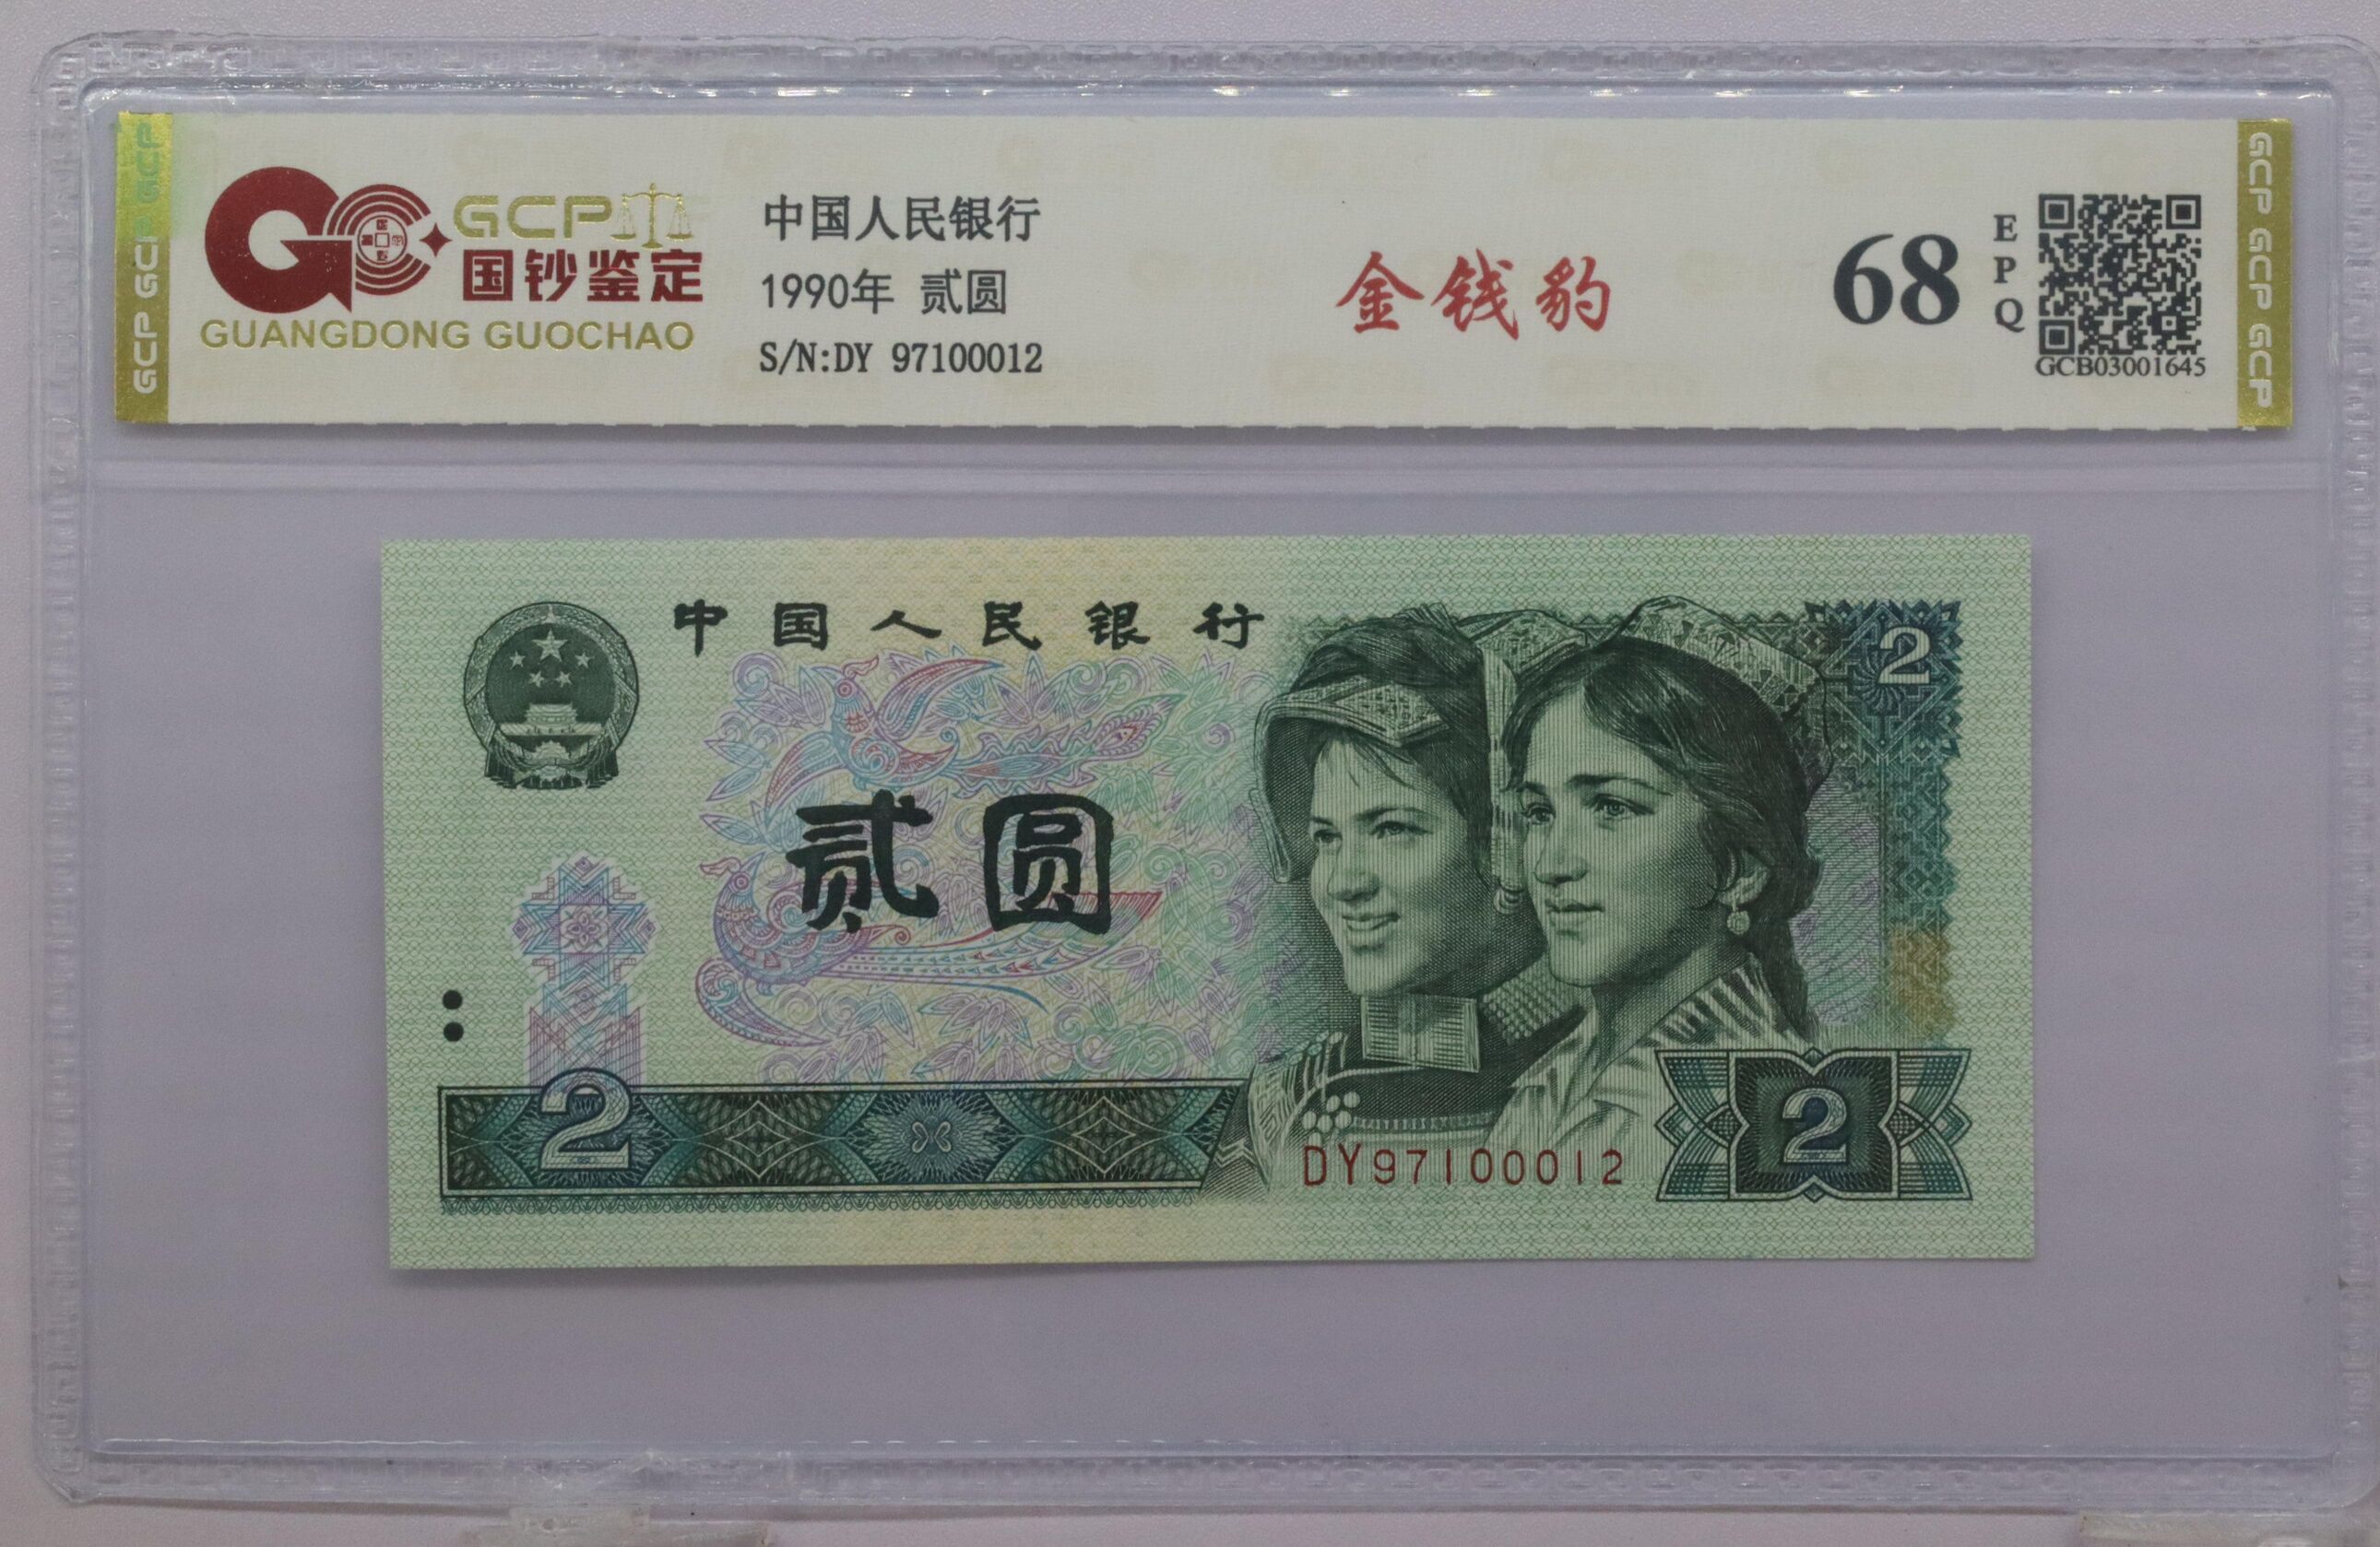 GCP
国钞鉴定
GUANGDONG GUOCHAO
中国人民银行
1990年 贰圆
S/N:DY 97100012
金钱豹
68
EPQ
GCB03001645
GCP GCP GCP
GCP GCP
中国人民银行
2
贰圆
2
DY97100012
2